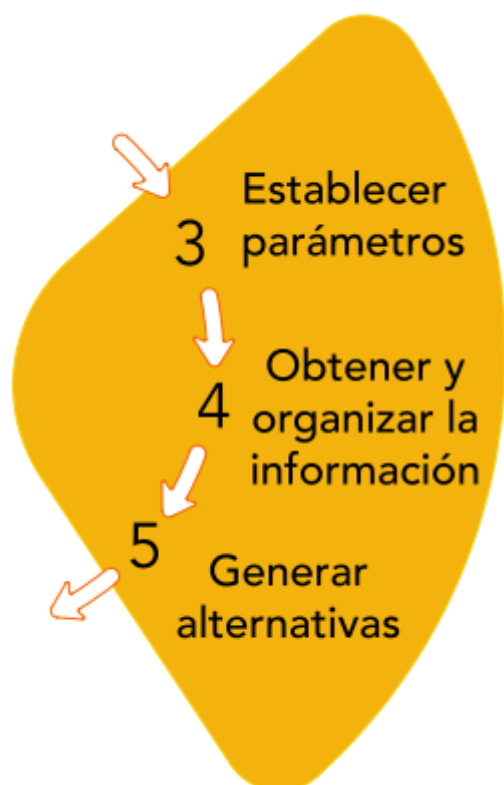 3
Establecer
parámetros
4
Obtener y
organizar la
información
5
Generar
alternativas